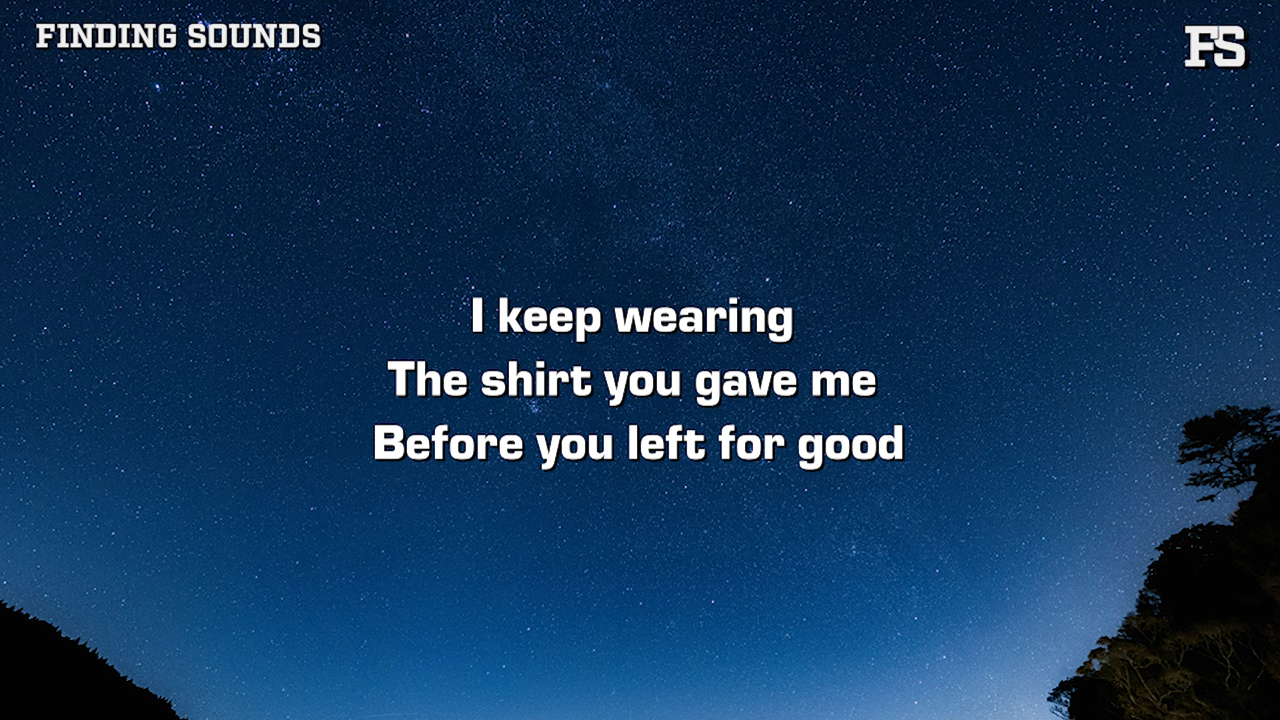 FINDING SOUNDS
FS
I keep wearing
The shirt you gave me
Before you left for good